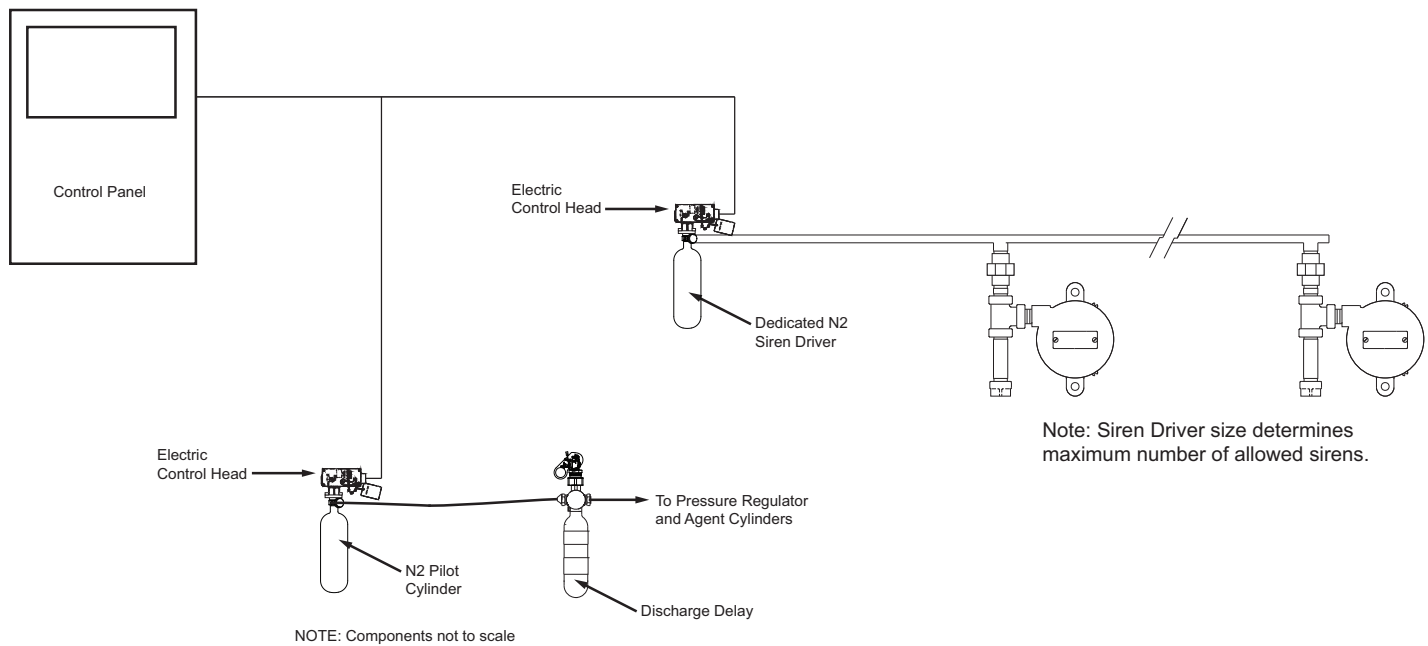 Control Panel
Electric
Control Head
Dedicated N2
Siren Driver
Note: Siren Driver size determines
maximum number of allowed sirens.
Electric
Control Head
To Pressure Regulator
and Agent Cylinders
N2 Pilot
Cylinder
Discharge Delay
NOTE: Components not to scale